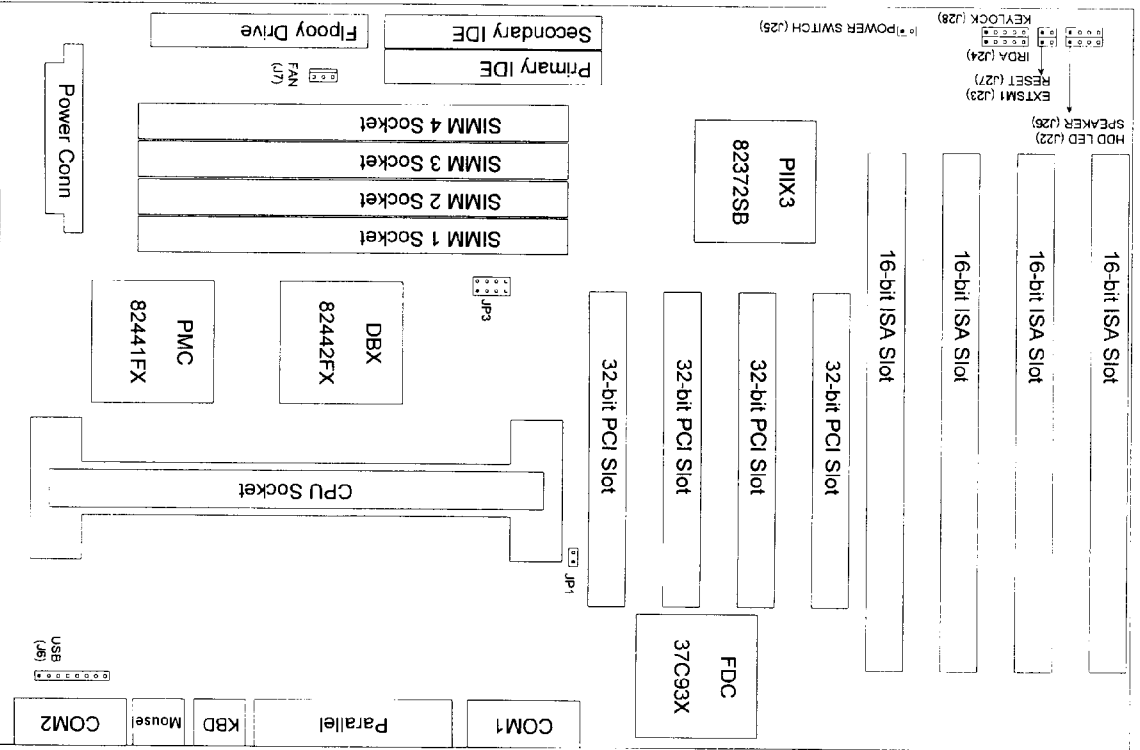 KEYLOCK (J28)
IRDA (J24)
RESET (J27)
EXTSM1 (J23)
SPEAKER (J26)
HDD LED (J22)
POWER SWITCH (J25)
Secondary IDE
Primary IDE
Flpooy Drive
FAN
(J7)
Power Conn
SIMM 4 Socket
SIMM 3 Socket
SIMM 2 Socket
SIMM 1 Socket
PIIX3
82372SB
JP3
PMC
82441FX
DBX
82442FX
16-bit ISA Slot
16-bit ISA Slot
16-bit ISA Slot
16-bit ISA Slot
32-bit PCI Slot
32-bit PCI Slot
32-bit PCI Slot
32-bit PCI Slot
CPU Socket
JP1
FDC
37C93X
USB
(J6)
COM2
Mouse
KBD
Parallel
COM1